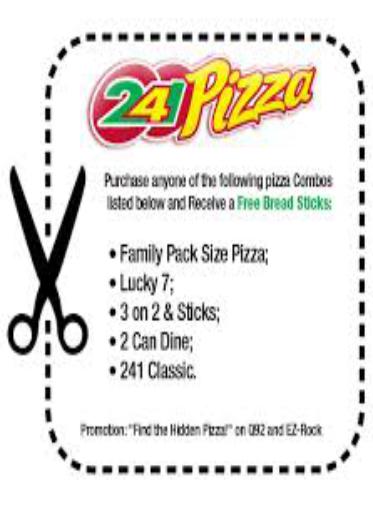 241 Pizza
Purchase anyone of the following pizza Combos
listed below and Receive a Free Bread Sticks:
• Family Pack Size Pizza;
• Lucky 7;
• 3 on 2 & Sticks;
• 2 Can Dine;
• 241 Classic.
Promotion: "Find the Hidden Pizza!" on Q92 and EZ-Rock